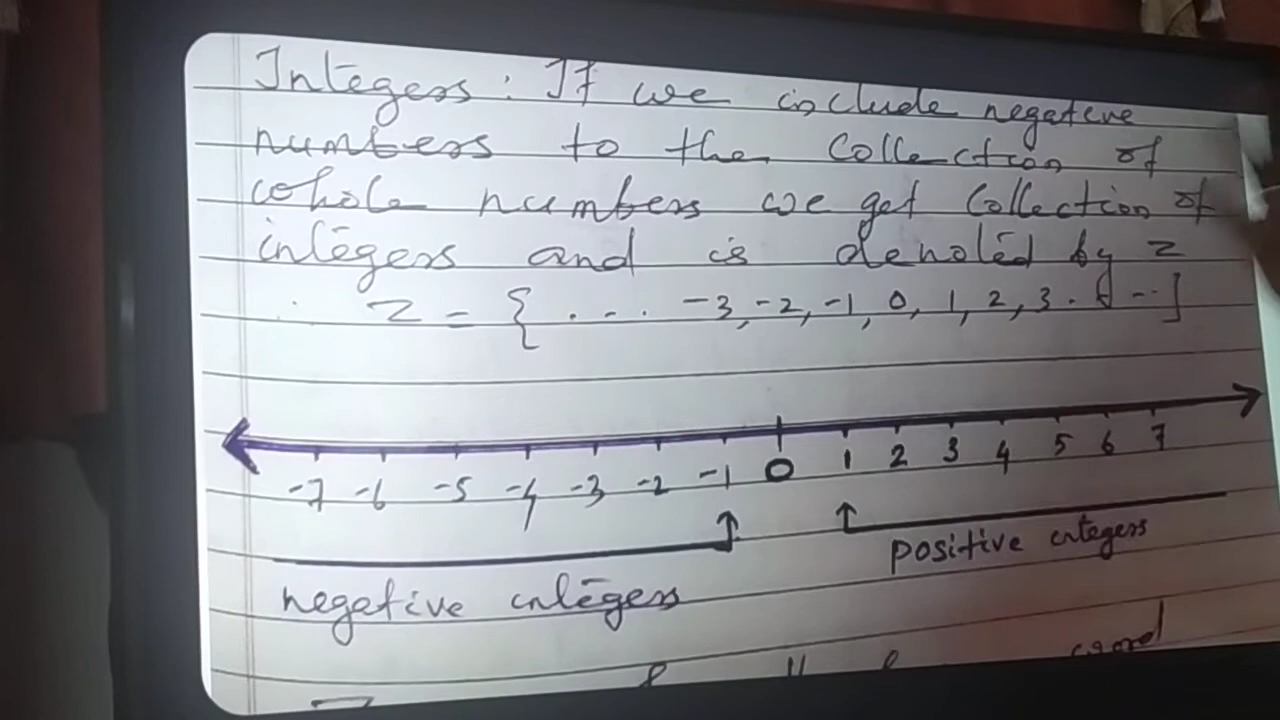 Integers : If we include negative
numbers to the collection of
whole numbers we get collection of
integers and is denoted by Z
Z = { . . . -3, -2, -1, 0, 1, 2, 3 . . . }
-7 -6 -5 -4 -3 -2 -1 0 1 2 3 4 5 6 7
positive integers
negative integers